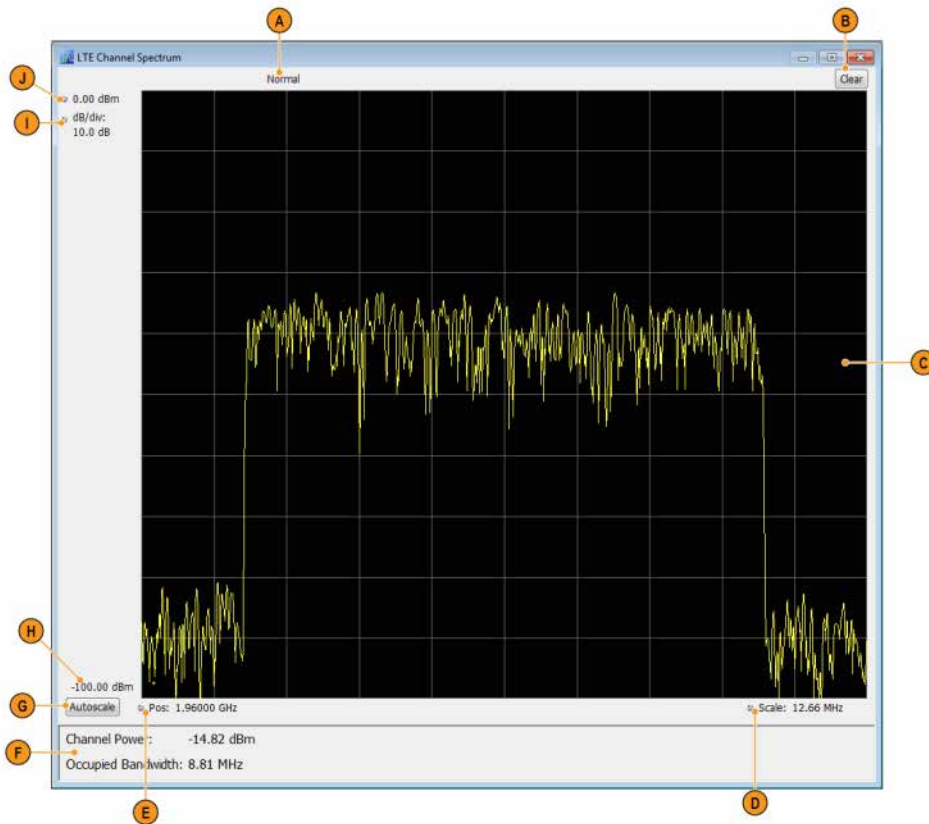 A
B
LTE Channel Spectrum
J
Normal
Clear
0.00 dBm
I
dB/div:
10.0 dB
C
H
-100.00 dBm
G
Autoscale
Pos: 1.96000 GHz
Scale: 12.66 MHz
F
Channel Power: -14.82 dBm
Occupied Bandwidth: 8.81 MHz
E
D